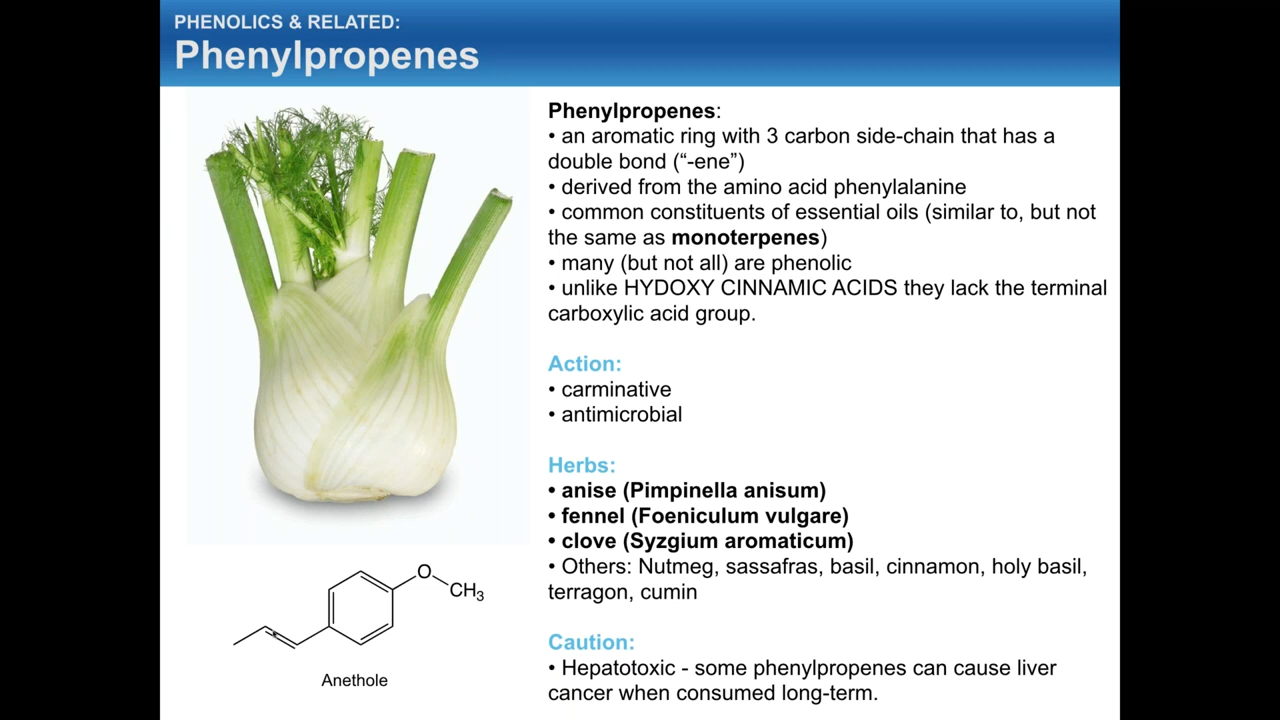 PHENOLICS & RELATED:
Phenylpropenes
Phenylpropenes:
• an aromatic ring with 3 carbon side-chain that has a
double bond (“-ene”)
• derived from the amino acid phenylalanine
• common constituents of essential oils (similar to, but not
the same as monoterpenes)
• many (but not all) are phenolic
• unlike HYDOXY CINNAMIC ACIDS they lack the terminal
carboxylic acid group.
Action:
• carminative
• antimicrobial
Herbs:
• anise (Pimpinella anisum)
• fennel (Foeniculum vulgare)
• clove (Syzgium aromaticum)
• Others: Nutmeg, sassafras, basil, cinnamon, holy basil,
terragon, cumin
Caution:
• Hepatotoxic - some phenylpropenes can cause liver
cancer when consumed long-term.
O
CH3
Anethole